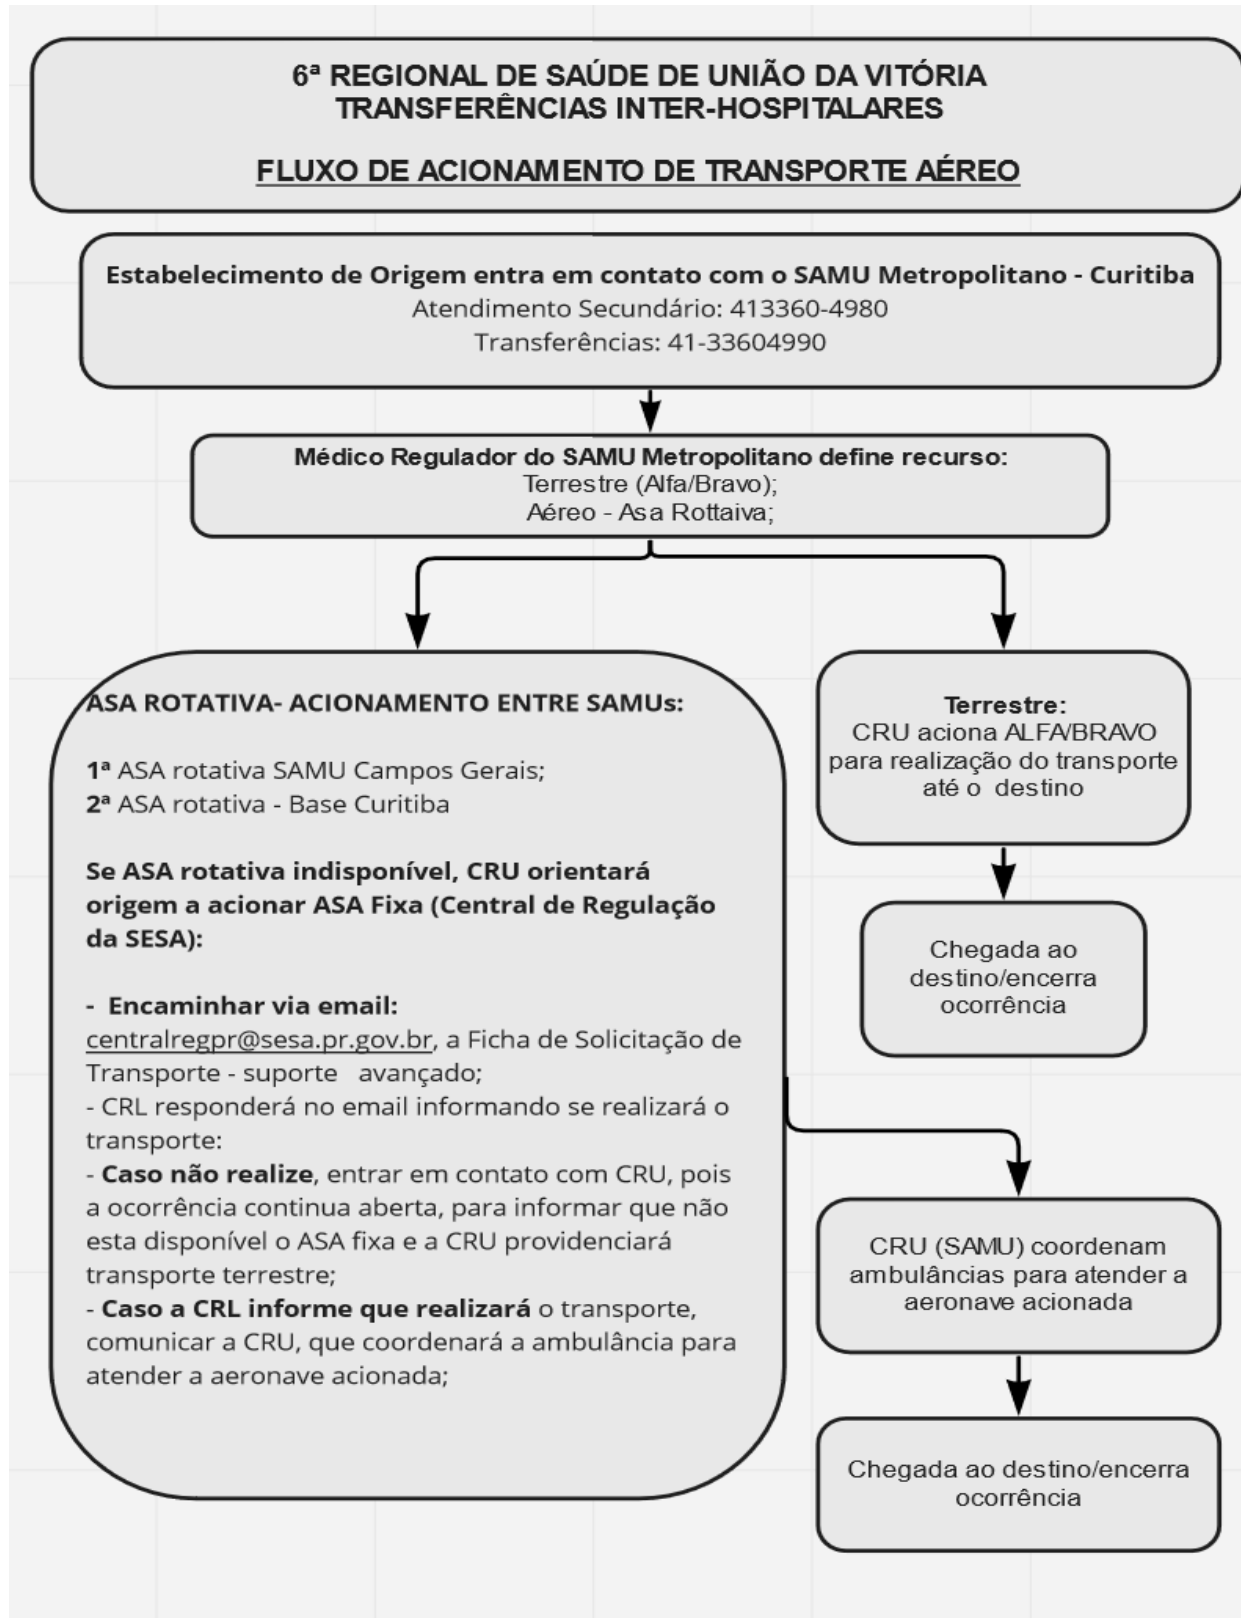 6ª REGIONAL DE SAÚDE DE UNIÃO DA VITÓRIA
TRANSFERÊNCIAS INTER-HOSPITALARES
FLUXO DE ACIONAMENTO DE TRANSPORTE AÉREO
Estabelecimento de Origem entra em contato com o SAMU Metropolitano - Curitiba
Atendimento Secundário: 413360-4980
Transferências: 41-33604990
Médico Regulador do SAMU Metropolitano define recurso:
Terrestre (Alfa/Bravo);
Aéreo - Asa Rottaiva;
ASA ROTATIVA- ACIONAMENTO ENTRE SAMUs:
1ª ASA rotativa SAMU Campos Gerais;
2ª ASA rotativa - Base Curitiba
Se ASA rotativa indisponível, CRU orientará
origem a acionar ASA Fixa (Central de Regulação
da SESA):
- Encaminhar via email:
centralregpr@sesa.pr.gov.br, a Ficha de Solicitação de
Transporte - suporte avançado;
- CRL responderá no email informando se realizará o
transporte:
- Caso não realize, entrar em contato com CRU, pois
a ocorrência continua aberta, para informar que não
esta disponível o ASA fixa e a CRU providenciará
transporte terrestre;
- Caso a CRL informe que realizará o transporte,
comunicar a CRU, que coordenará a ambulância para
atender a aeronave acionada;
Terrestre:
CRU aciona ALFA/BRAVO
para realização do transporte
até o destino
Chegada ao
destino/encerra
ocorrência
CRU (SAMU) coordenam
ambulâncias para atender a
aeronave acionada
Chegada ao destino/encerra
ocorrência